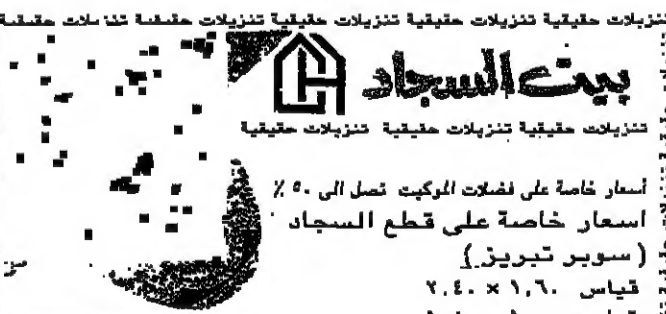 تنزيلات حقيقية تنزيلات حقيقية تنزيلات حقيقية تنزيلات حقيقية تنزيلات حقيقية
بيت السجاد
تنزيلات حقيقية تنزيلات حقيقية تنزيلات حقيقية
أسعار خاصة على فضلات الموكيت تصل الى ٥٠ ٪
اسعار خاصة على قطع السجاد
( سوبر تبريز )
قياس ١,٦٠ × ٢,٤٠